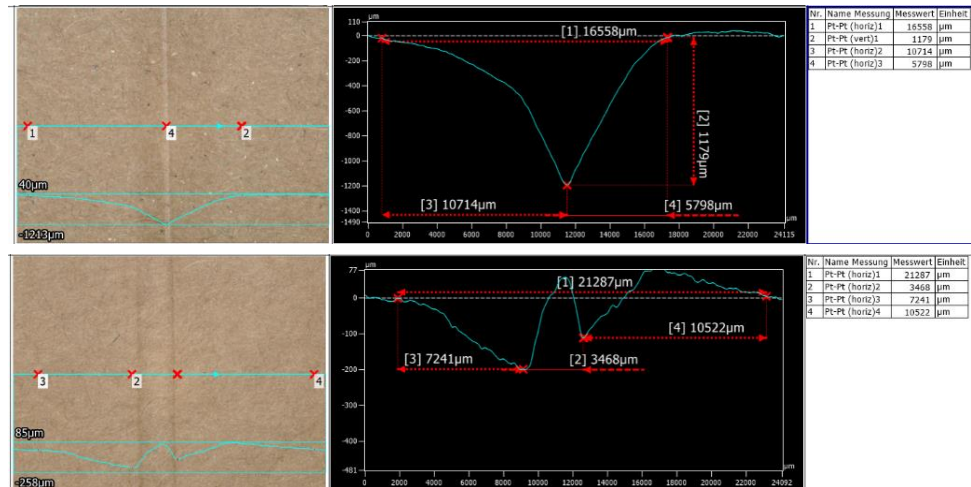 1
4
2
40µm
-1213µm
µm
110
0
-200
-400
-600
-800
-1000
-1200
-1400
-1490
[1] 16558µm
[2] 1179µm
[3] 10714µm
[4] 5798µm
0 2000 4000 6000 8000 10000 12000 14000 16000 18000 20000 22000 24115
µm
Nr. Name Messung Messwert Einheit
1 Pt-Pt (horiz)1 16558 µm
2 Pt-Pt (vert)1 1179 µm
3 Pt-Pt (horiz)2 10714 µm
4 Pt-Pt (horiz)3 5798 µm
3
2
4
85µm
-258µm
µm
77
0
-100
-200
-300
-400
-481
[1] 21287µm
[4] 10522µm
[3] 7241µm
[2] 3468µm
0 2000 4000 6000 8000 10000 12000 14000 16000 18000 20000 22000 24092
µm
Nr. Name Messung Messwert Einheit
1 Pt-Pt (horiz)1 21287 µm
2 Pt-Pt (horiz)2 3468 µm
3 Pt-Pt (horiz)3 7241 µm
4 Pt-Pt (horiz)4 10522 µm